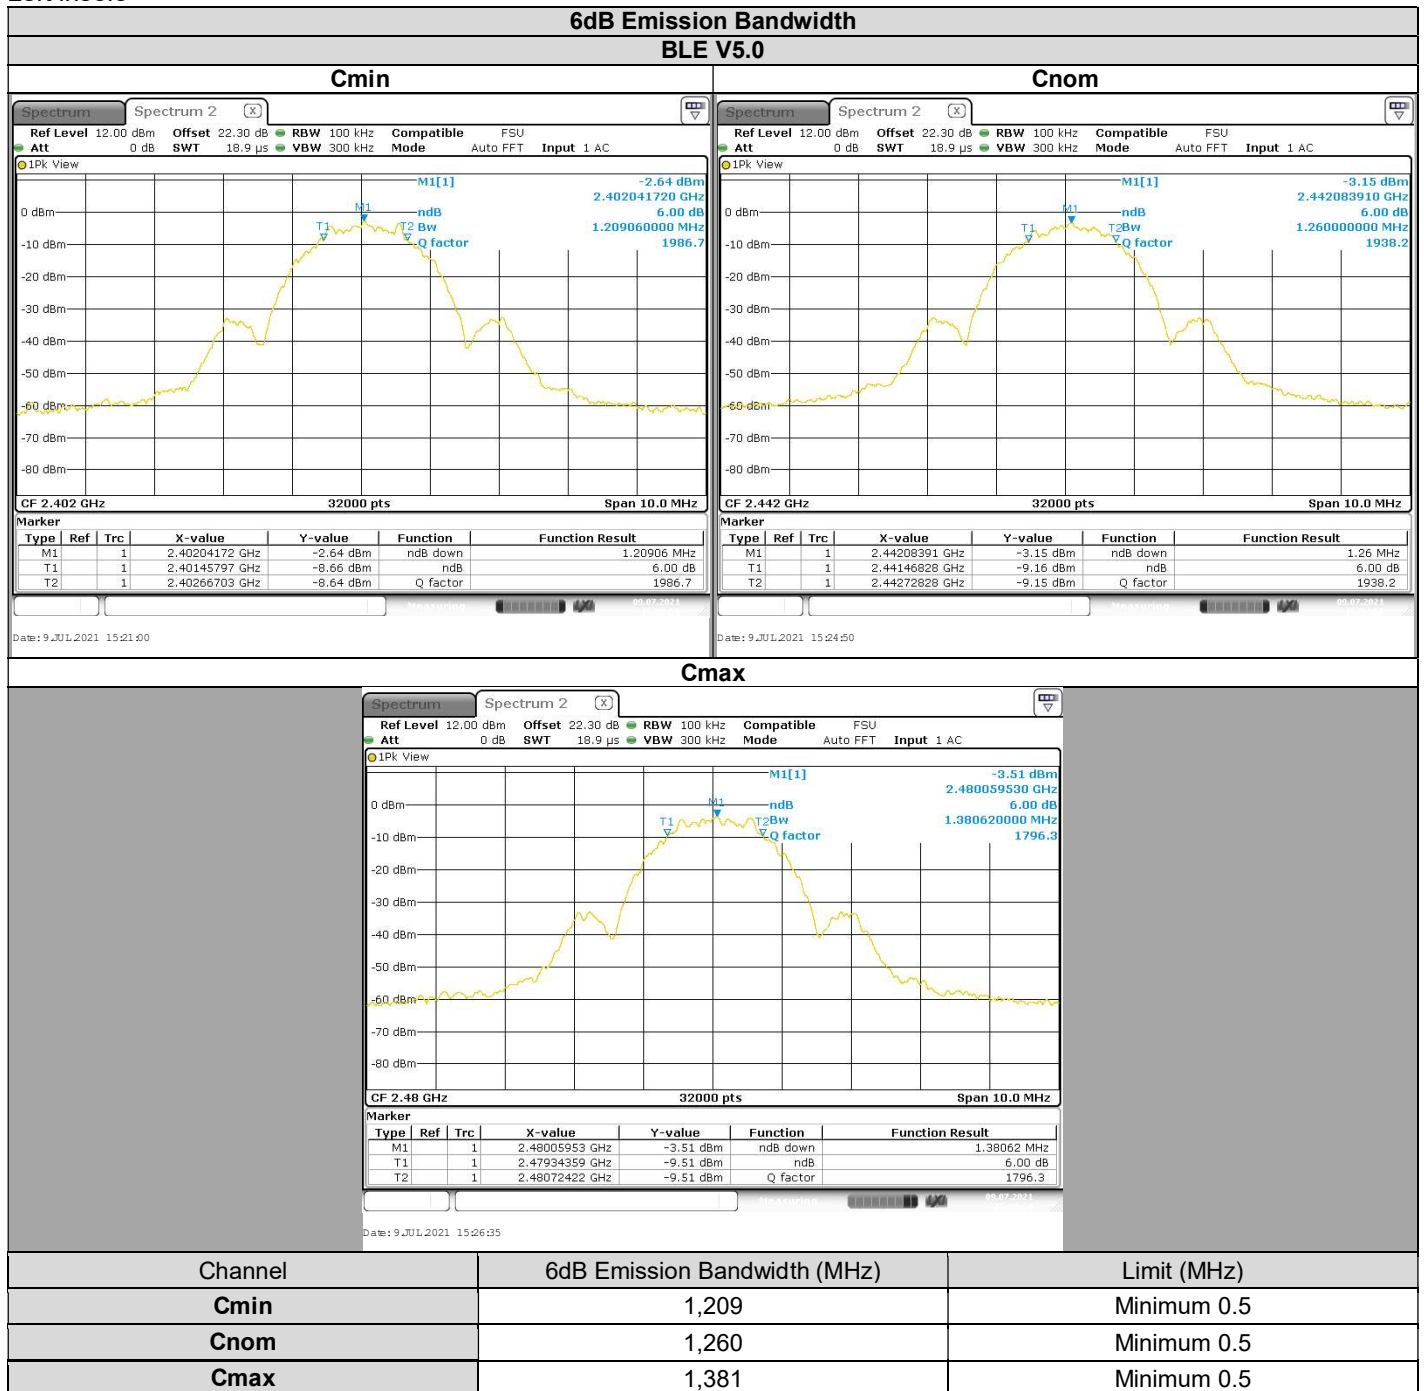 6dB Emission Bandwidth
BLE V5.0
Cmin Cnom
Spectrum Spectrum 2 X
Ref Level 12.00 dBm Offset 22.30 dB RBW 100 kHz Compatible FSU
Att 0 dB SWT 18.9 µs VBW 300 kHz Mode Auto FFT Input 1 AC
1Pk View
M1[1] -2.64 dBm
2.402041720 GHz
0 dBm M1 ndB 6.00 dB
T1 T2 Bw 1.209060000 MHz
-10 dBm Q factor 1986.7
-20 dBm
-30 dBm
-40 dBm
-50 dBm
-60 dBm
-70 dBm
-80 dBm
CF 2.402 GHz 32000 pts Span 10.0 MHz
Marker
Type Ref Trc X-value Y-value Function Function Result
M1 1 2.40204172 GHz -2.64 dBm ndB down 1.20906 MHz
T1 1 2.40145797 GHz -8.66 dBm ndB 6.00 dB
T2 1 2.40266703 GHz -8.64 dBm Q factor 1986.7
Measuring 09.07.2021
Date: 9.JUL.2021 15:21:00
Spectrum Spectrum 2 X
Ref Level 12.00 dBm Offset 22.30 dB RBW 100 kHz Compatible FSU
Att 0 dB SWT 18.9 µs VBW 300 kHz Mode Auto FFT Input 1 AC
1Pk View
M1[1] -3.15 dBm
2.442083910 GHz
0 dBm M1 ndB 6.00 dB
T1 T2 Bw 1.260000000 MHz
-10 dBm Q factor 1938.2
-20 dBm
-30 dBm
-40 dBm
-50 dBm
-60 dBm
-70 dBm
-80 dBm
CF 2.442 GHz 32000 pts Span 10.0 MHz
Marker
Type Ref Trc X-value Y-value Function Function Result
M1 1 2.44208391 GHz -3.15 dBm ndB down 1.26 MHz
T1 1 2.44146828 GHz -9.16 dBm ndB 6.00 dB
T2 1 2.44272828 GHz -9.15 dBm Q factor 1938.2
Measuring 09.07.2021
Date: 9.JUL.2021 15:24:50
Cmax
Spectrum Spectrum 2 X
Ref Level 12.00 dBm Offset 22.30 dB RBW 100 kHz Compatible FSU
Att 0 dB SWT 18.9 µs VBW 300 kHz Mode Auto FFT Input 1 AC
1Pk View
M1[1] -3.51 dBm
2.480059530 GHz
0 dBm M1 ndB 6.00 dB
T1 T2 Bw 1.380620000 MHz
-10 dBm Q factor 1796.3
-20 dBm
-30 dBm
-40 dBm
-50 dBm
-60 dBm
-70 dBm
-80 dBm
CF 2.48 GHz 32000 pts Span 10.0 MHz
Marker
Type Ref Trc X-value Y-value Function Function Result
M1 1 2.48005953 GHz -3.51 dBm ndB down 1.38062 MHz
T1 1 2.47934359 GHz -9.51 dBm ndB 6.00 dB
T2 1 2.48072422 GHz -9.51 dBm Q factor 1796.3
Measuring 09.07.2021
Date: 9.JUL.2021 15:26:35
Channel 6dB Emission Bandwidth (MHz) Limit (MHz)
Cmin 1,209 Minimum 0.5
Cnom 1,260 Minimum 0.5
Cmax 1,381 Minimum 0.5